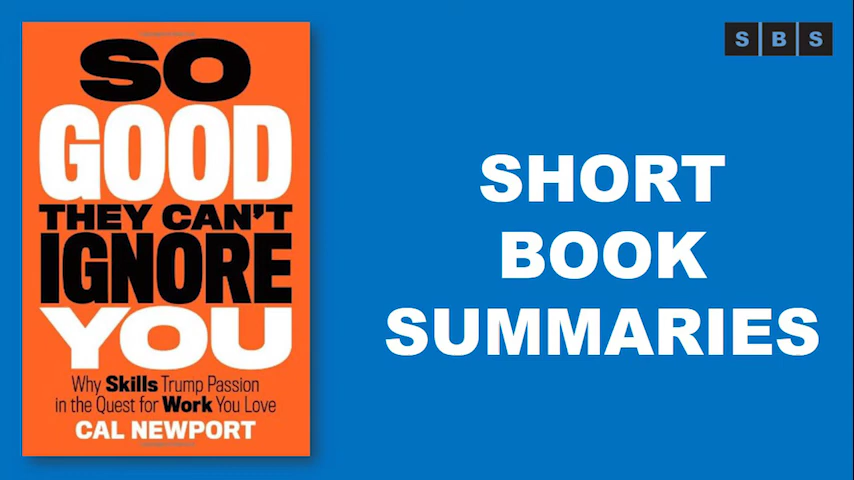 SO
GOOD
THEY CAN'T
IGNORE
YOU
Why Skills Trump Passion
in the Quest for Work You Love
CAL NEWPORT
SBS
SHORT
BOOK
SUMMARIES